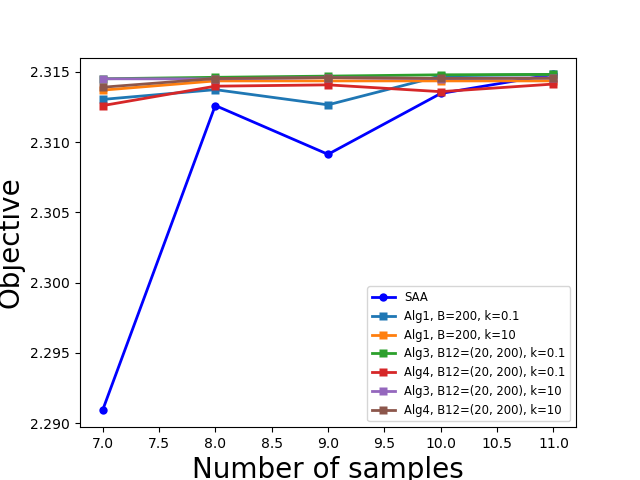 2.315
2.310
2.305
2.300
2.295
2.290
Objective
7.0 7.5 8.0 8.5 9.0 9.5 10.0 10.5 11.0
Number of samples
SAA
Alg1, B=200, k=0.1
Alg1, B=200, k=10
Alg3, B12=(20, 200), k=0.1
Alg4, B12=(20, 200), k=0.1
Alg3, B12=(20, 200), k=10
Alg4, B12=(20, 200), k=10